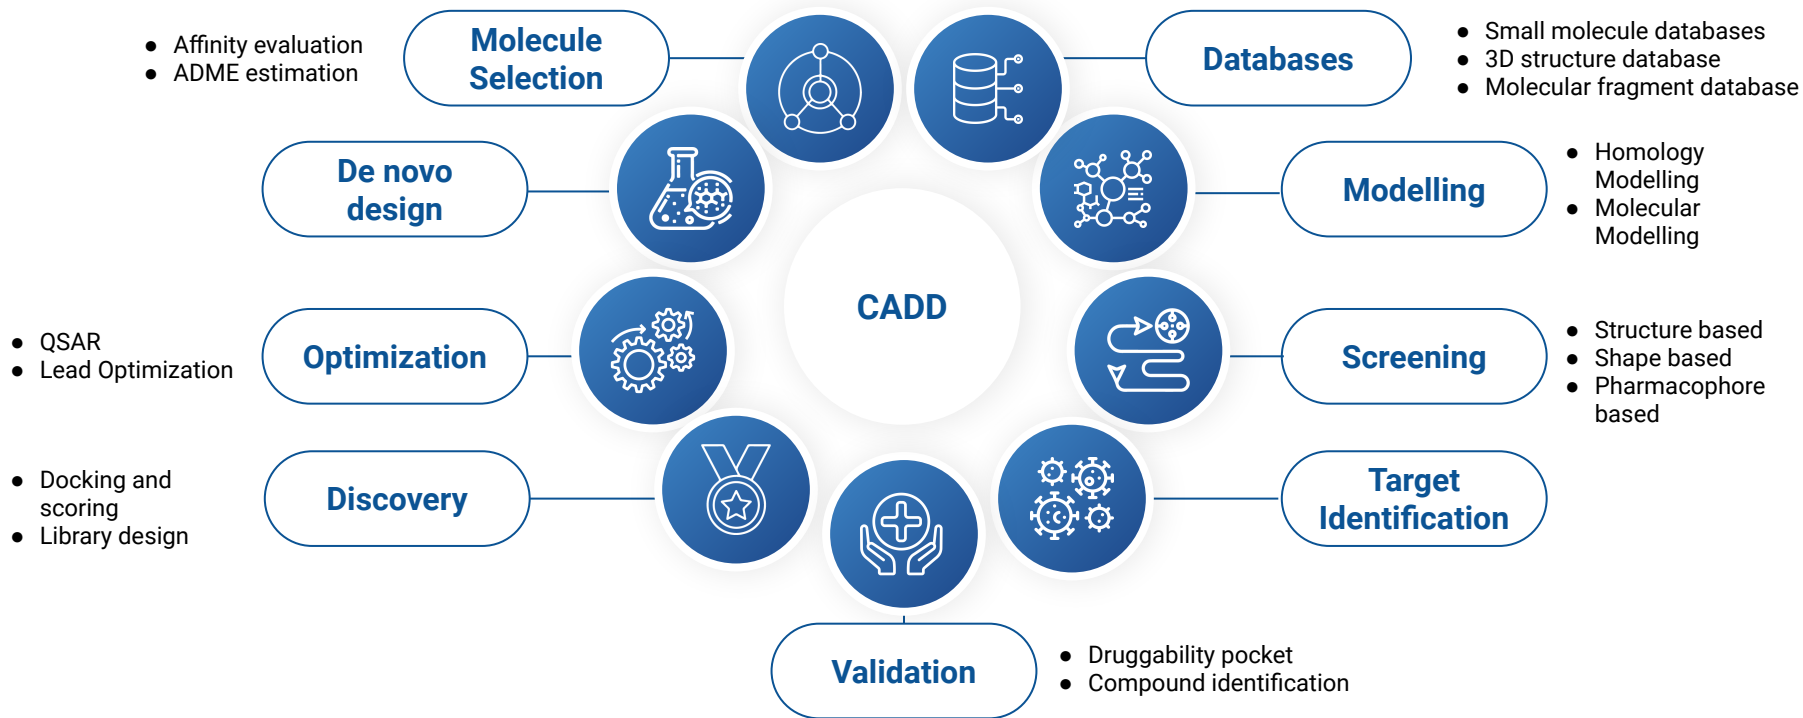 ● Affinity evaluation
● ADME estimation
Molecule
Selection
Databases
● Small molecule databases
● 3D structure database
● Molecular fragment database
De novo
design
Modelling
● Homology
Modelling
● Molecular
Modelling
CADD
● QSAR
● Lead Optimization
Optimization
Screening
● Structure based
● Shape based
● Pharmacophore
based
● Docking and
scoring
● Library design
Discovery
Target
Identification
Validation
● Druggability pocket
● Compound identification